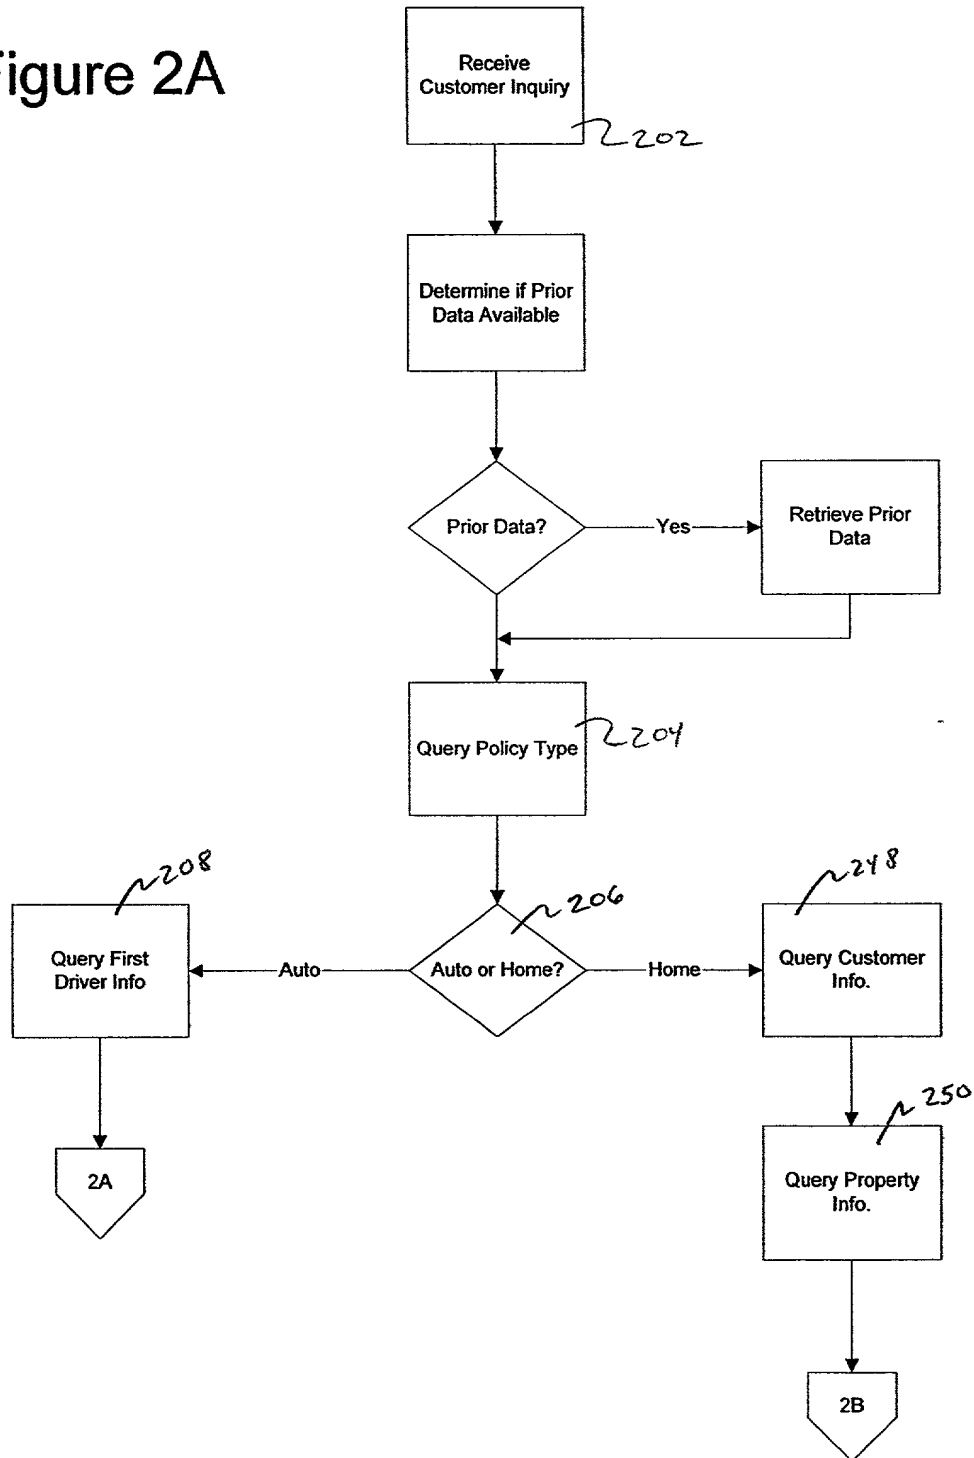 igure 2A
Receive
Customer Inquiry
202
Determine if Prior
Data Available
Prior Data?
Yes
Retrieve Prior
Data
Query Policy Type
204
208
206
248
Query First
Driver Info
Auto
Auto or Home?
Home
Query Customer
Info.
250
2A
Query Property
Info.
2B